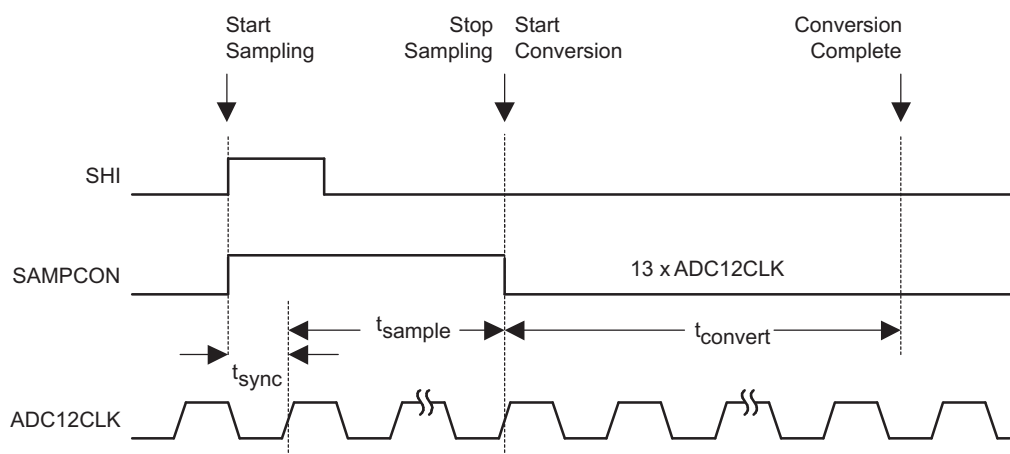 Start
Sampling
Stop
Sampling
Start
Conversion
Conversion
Complete
SHI
SAMPCON
13 x ADC12CLK
tsample
tconvert
tsync
ADC12CLK